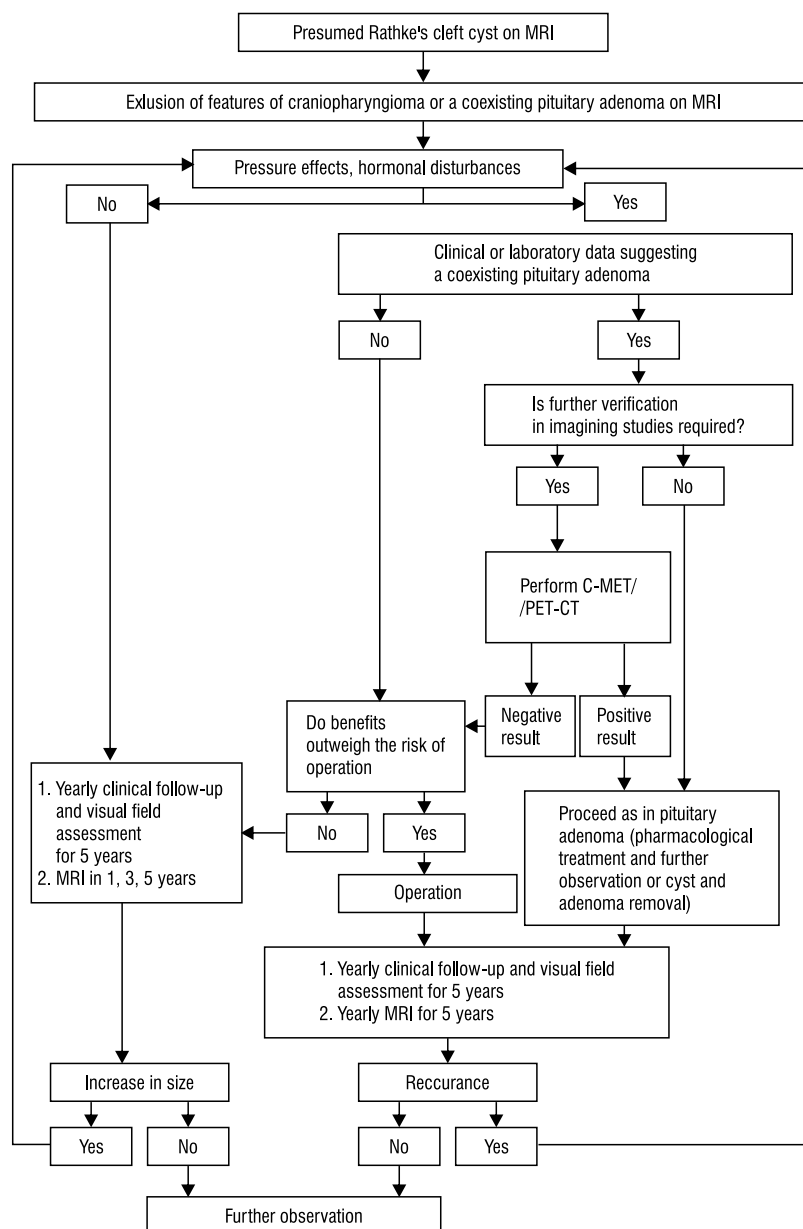 Presumed Rathke's cleft cyst on MRI
Exlusion of features of craniopharyngioma or a coexisting pituitary adenoma on MRI
Pressure effects, hormonal disturbances
No
Yes
Clinical or laboratory data suggesting
a coexisting pituitary adenoma
No
Yes
Is further verification
in imagining studies required?
Yes
No
Perform C-MET/
/PET-CT
Negative
result
Positive
result
Do benefits
outweigh the risk of
operation
No
Yes
1. Yearly clinical follow-up
and visual field
assessment
for 5 years
2. MRI in 1, 3, 5 years
Proceed as in pituitary
adenoma (pharmacological
treatment and further
observation or cyst and
adenoma removal)
Operation
1. Yearly clinical follow-up and visual field
assessment for 5 years
2. Yearly MRI for 5 years
Increase in size
Yes
No
Reccurance
No
Yes
Further observation